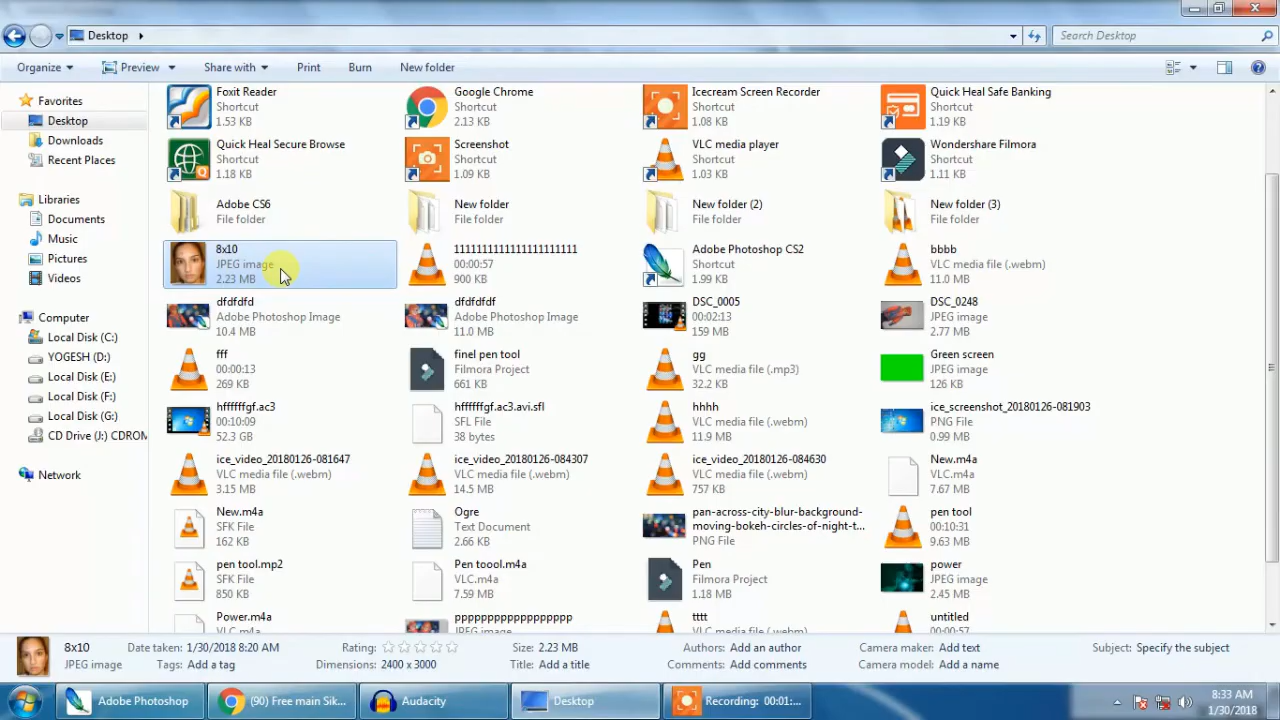 Desktop
Search Desktop
Organize
Preview
Share with
Print
Burn
New folder
Favorites
Desktop
Downloads
Recent Places
Libraries
Documents
Music
Pictures
Videos
Computer
Local Disk (C:)
YOGESH (D:)
Local Disk (E:)
Local Disk (F:)
Local Disk (G:)
CD Drive (J:) CDROM
Network
Foxit Reader
Shortcut
1.53 KB
Google Chrome
Shortcut
2.13 KB
Icecream Screen Recorder
Shortcut
1.08 KB
Quick Heal Safe Banking
Shortcut
1.19 KB
Quick Heal Secure Browse
Shortcut
1.18 KB
Screenshot
Shortcut
1.09 KB
VLC media player
Shortcut
1.03 KB
Wondershare Filmora
Shortcut
1.11 KB
Adobe CS6
File folder
New folder
File folder
New folder (2)
File folder
New folder (3)
File folder
8x10
JPEG image
2.23 MB
00:00:57
900 KB
Adobe Photoshop CS2
Shortcut
1.99 KB
bbbb
VLC media file (.webm)
11.0 MB
dfdfdfd
Adobe Photoshop Image
10.4 MB
dfdfdfdf
Adobe Photoshop Image
11.0 MB
DSC_0005
00:02:13
159 MB
DSC_0248
JPEG image
2.77 MB
fff
00:00:13
269 KB
finel pen tool
Filmora Project
661 KB
gg
VLC media file (.mp3)
32.2 KB
Green screen
JPEG image
126 KB
hffffffgf.ac3
00:10:09
52.3 GB
hffffffgf.ac3.avi.sfl
SFL File
38 bytes
hhhh
VLC media file (.webm)
11.9 MB
ice_screenshot_20180126-081903
PNG File
0.99 MB
ice_video_20180126-081647
VLC media file (.webm)
3.15 MB
ice_video_20180126-084307
VLC media file (.webm)
14.5 MB
ice_video_20180126-084630
VLC media file (.webm)
757 KB
New.m4a
VLC.m4a
7.67 MB
New.m4a
SFK File
162 KB
Ogre
Text Document
2.66 KB
pan-across-city-blur-background-
moving-bokeh-circles-of-night-t...
PNG File
pen tool
00:10:31
9.63 MB
pen toool.mp2
SFK File
850 KB
Pen toool.m4a
VLC.m4a
7.59 MB
Pen
Filmora Project
1.18 MB
power
JPEG image
2.45 MB
Power.m4a
VLC.m4a
JPEG image
tttt
VLC media file (.webm)
untitled
00:00:57
8x10
JPEG image
Date taken: 1/30/2018 8:20 AM
Tags: Add a tag
Rating:
Dimensions: 2400 x 3000
Size: 2.23 MB
Title: Add a title
Authors: Add an author
Comments: Add comments
Camera maker: Add text
Camera model: Add a name
Subject: Specify the subject
Adobe Photoshop
(90) Free main Sik...
Audacity
Desktop
Recording: 00:01:...
8:33 AM
1/30/2018